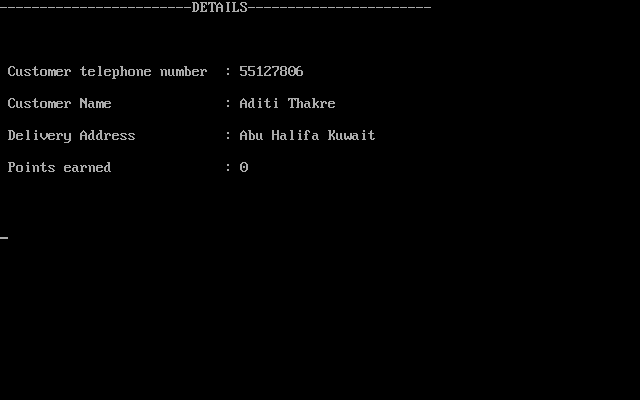 ------------------------DETAILS-----------------------
Customer telephone number : 55127806
Customer Name : Aditi Thakre
Delivery Address : Abu Halifa Kuwait
Points earned : 0